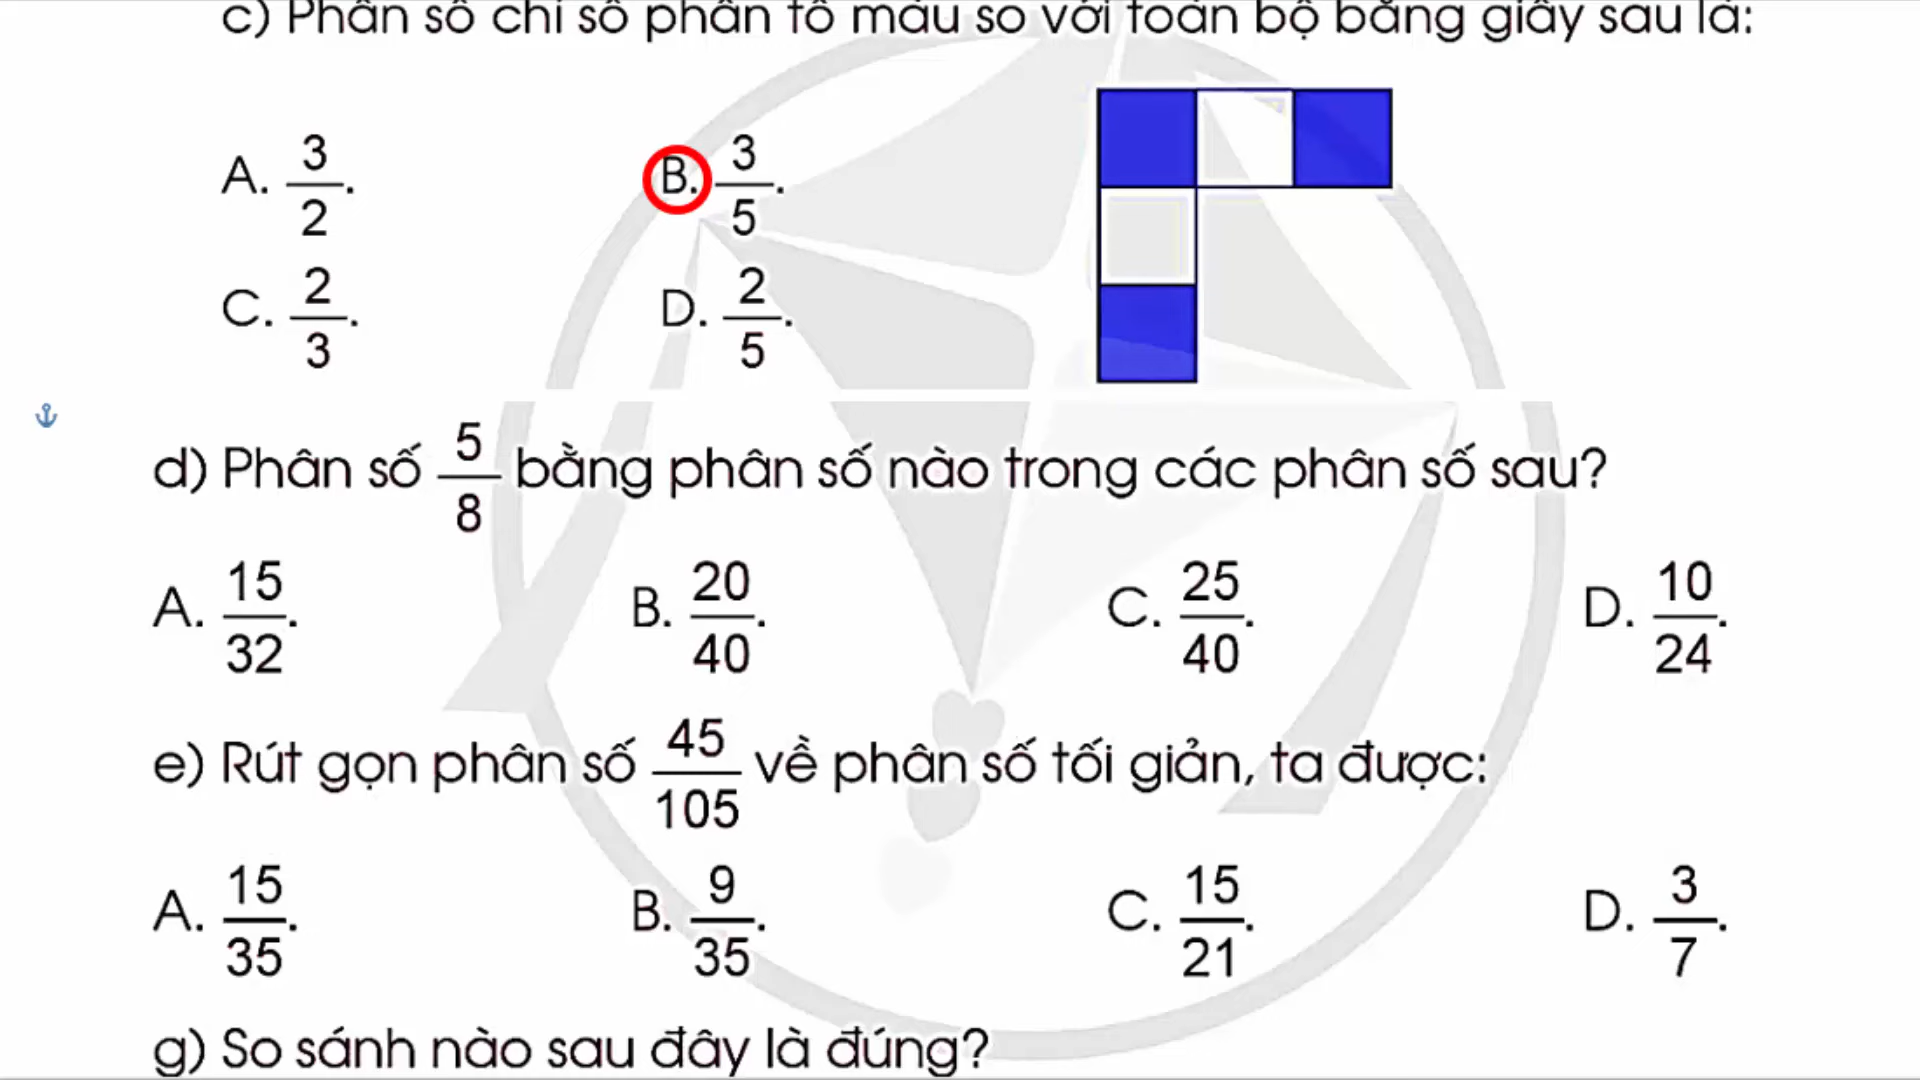 c) Phân số chỉ số phần tô màu so với toàn bộ băng giấy sau là:
A. 3/2.
B. 3/5.
C. 2/3.
D. 2/5.
d) Phân số 5/8 bằng phân số nào trong các phân số sau?
A. 15/32. B. 20/40. C. 25/40. D. 10/24.
e) Rút gọn phân số 45/105 về phân số tối giản, ta được:
A. 15/35. B. 9/35. C. 15/21. D. 3/7.
g) So sánh nào sau đây là đúng?